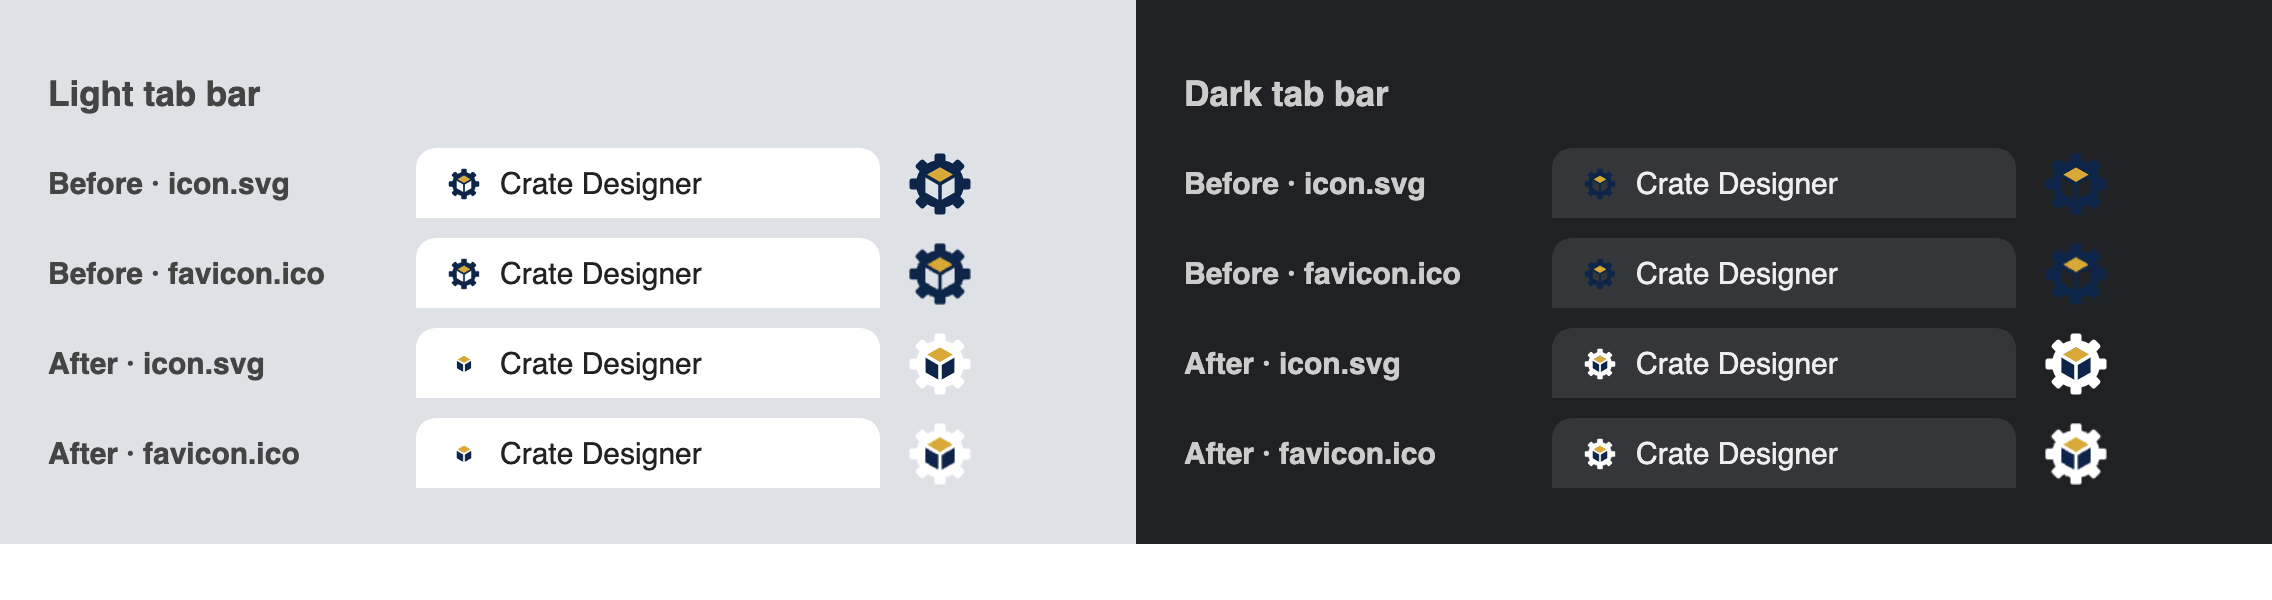 Light tab bar
Before · icon.svg
Crate Designer
Before · favicon.ico
Crate Designer
After · icon.svg
Crate Designer
After · favicon.ico
Crate Designer
Dark tab bar
Before · icon.svg
Crate Designer
Before · favicon.ico
Crate Designer
After · icon.svg
Crate Designer
After · favicon.ico
Crate Designer